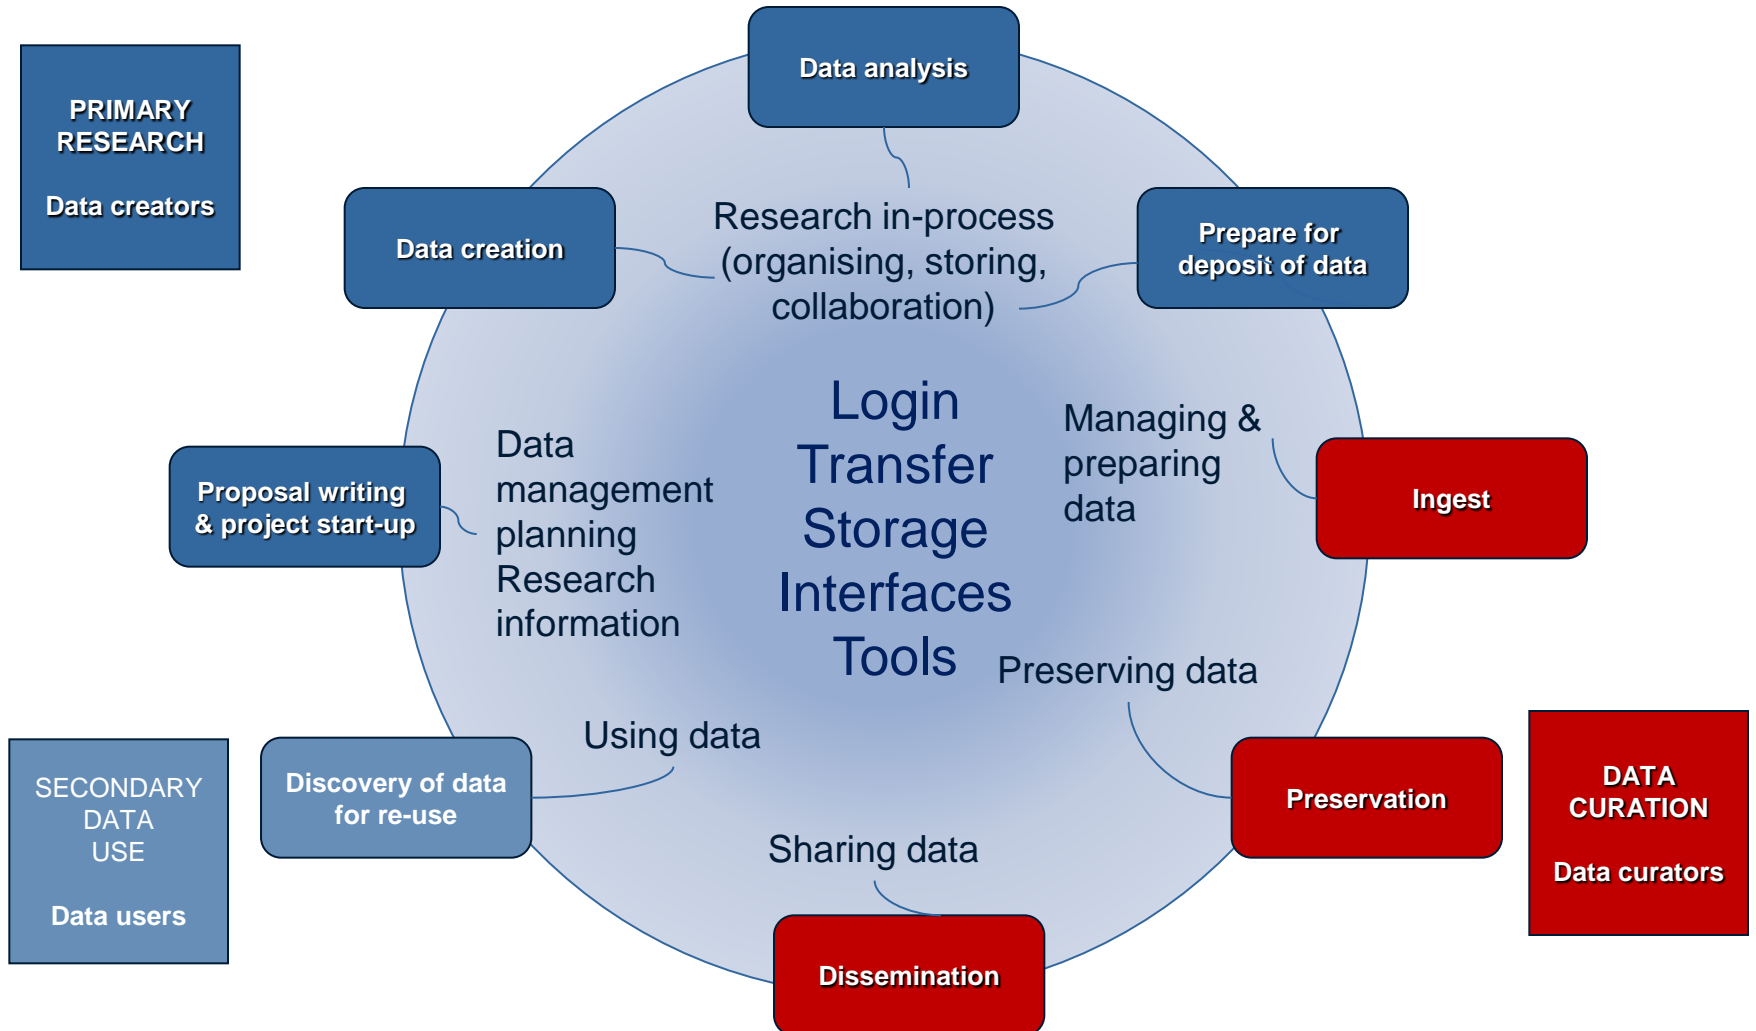 Data analysis
PRIMARY
RESEARCH
Data creators
Data creation
Research in-process
(organising, storing,
collaboration)
Prepare for
deposit of data
Login
Transfer
Storage
Interfaces
Tools
Managing &
preparing
data
Ingest
Data
management
planning
Research
information
Proposal writing
& project start-up
Preserving data
Using data
SECONDARY
DATA
USE
Data users
Discovery of data
for re-use
Preservation
DATA
CURATION
Data curators
Sharing data
Dissemination